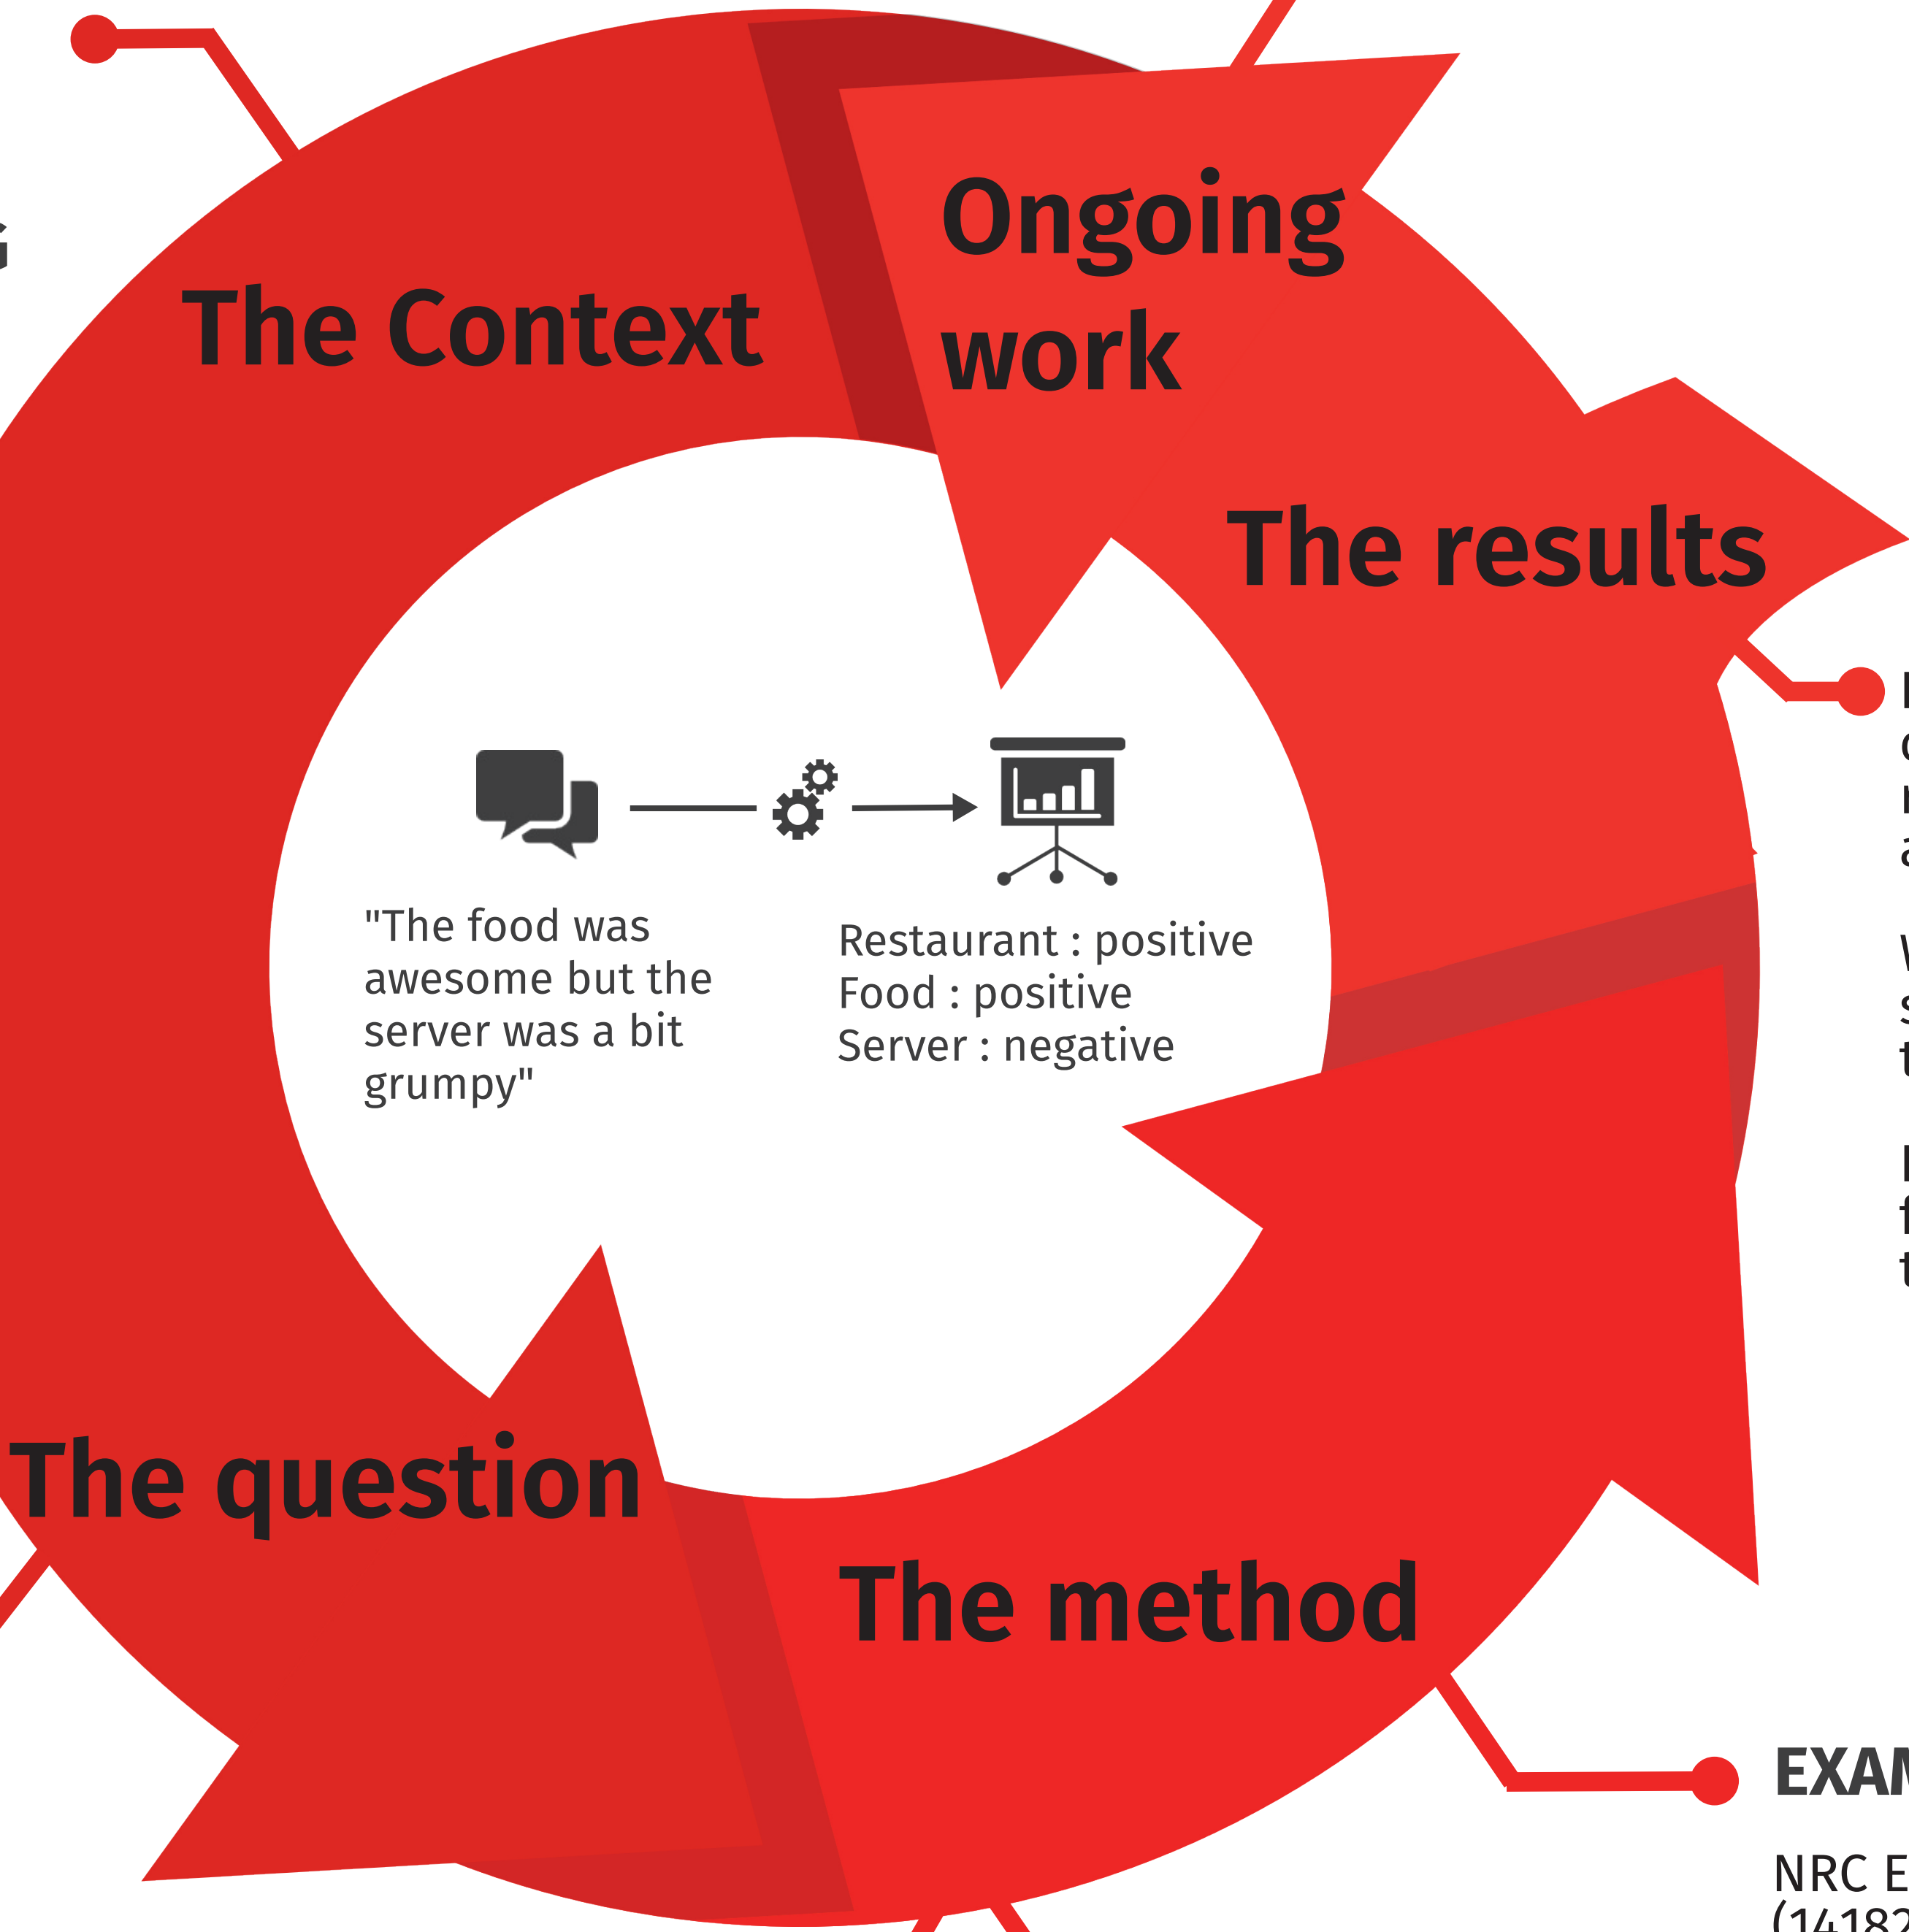 Ongoing
work
The Context
The results
"The food was
awesome but the
server was a bit
grumpy"
Restaurant : positive
Food : positive
Server : negative
The question
The method
NRC